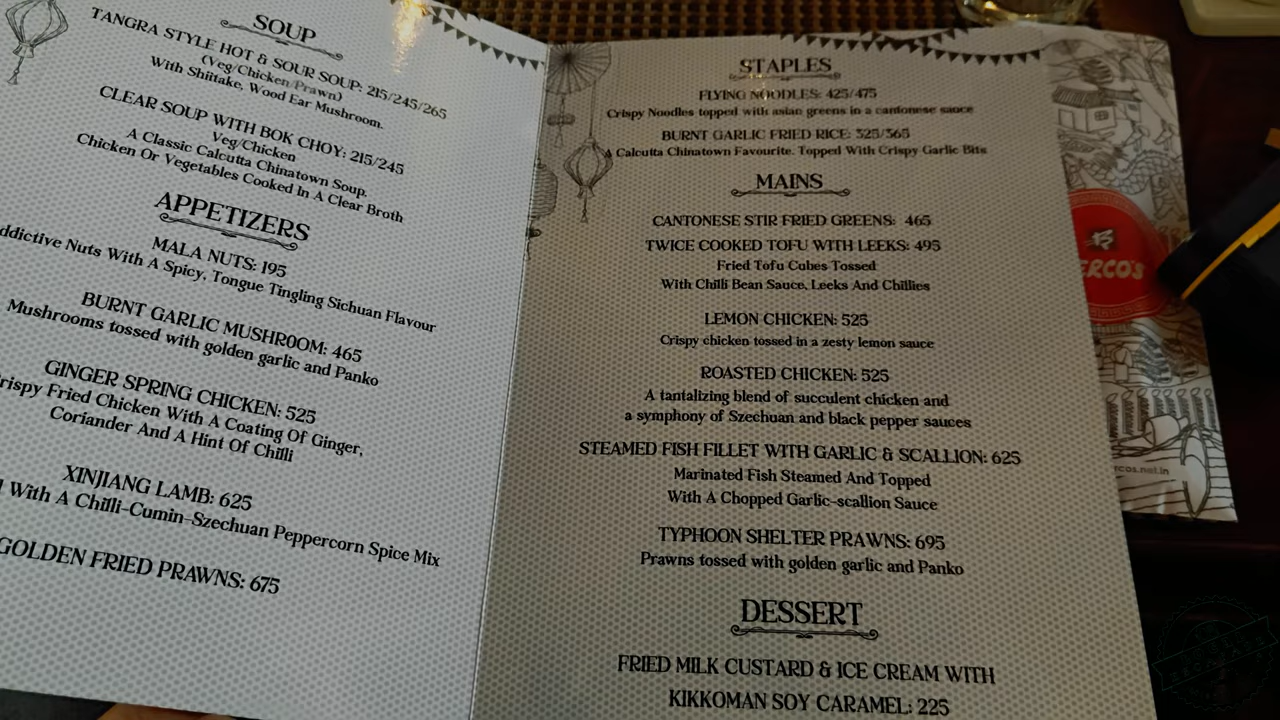 SOUP
TANGRA STYLE HOT & SOUR SOUP: 215/245/265
(Veg/Chicken/Prawn)
With Shiitake, Wood Ear Mushroom.
CLEAR SOUP WITH BOK CHOY: 215/245
Veg/Chicken
A Classic Calcutta Chinatown Soup.
Chicken Or Vegetables Cooked In A Clear Broth
APPETIZERS
MALA NUTS: 195
ddictive Nuts With A Spicy, Tongue Tingling Sichuan Flavour
BURNT GARLIC MUSHROOM: 465
Mushrooms tossed with golden garlic and Panko
GINGER SPRING CHICKEN: 525
rispy Fried Chicken With A Coating Of Ginger,
Coriander And A Hint Of Chilli
XINJIANG LAMB: 625
With A Chilli-Cumin-Szechuan Peppercorn Spice Mix
GOLDEN FRIED PRAWNS: 675
STAPLES
FLYING NOODLES: 425/475
Crispy Noodles topped with asian greens in a cantonese sauce
BURNT GARLIC FRIED RICE: 325/365
A Calcutta Chinatown Favourite. Topped With Crispy Garlic Bits
MAINS
CANTONESE STIR FRIED GREENS: 465
TWICE COOKED TOFU WITH LEEKS: 495
Fried Tofu Cubes Tossed
With Chilli Bean Sauce, Leeks And Chillies
LEMON CHICKEN: 525
Crispy chicken tossed in a zesty lemon sauce
ROASTED CHICKEN: 525
A tantalizing blend of succulent chicken and
a symphony of Szechuan and black pepper sauces
STEAMED FISH FILLET WITH GARLIC & SCALLION: 625
Marinated Fish Steamed And Topped
With A Chopped Garlic-scallion Sauce
TYPHOON SHELTER PRAWNS: 695
Prawns tossed with golden garlic and Panko
DESSERT
FRIED MILK CUSTARD & ICE CREAM WITH
KIKKOMAN SOY CARAMEL: 225
ERCO'S
rcos.net.in